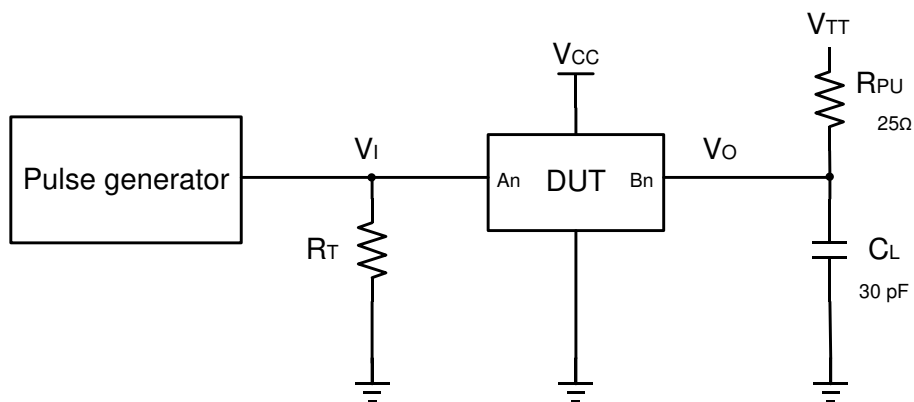 VTT
VCC
RPU
25Ω
Pulse generator
VI
An
DUT
Bn
VO
RT
CL
30 pF